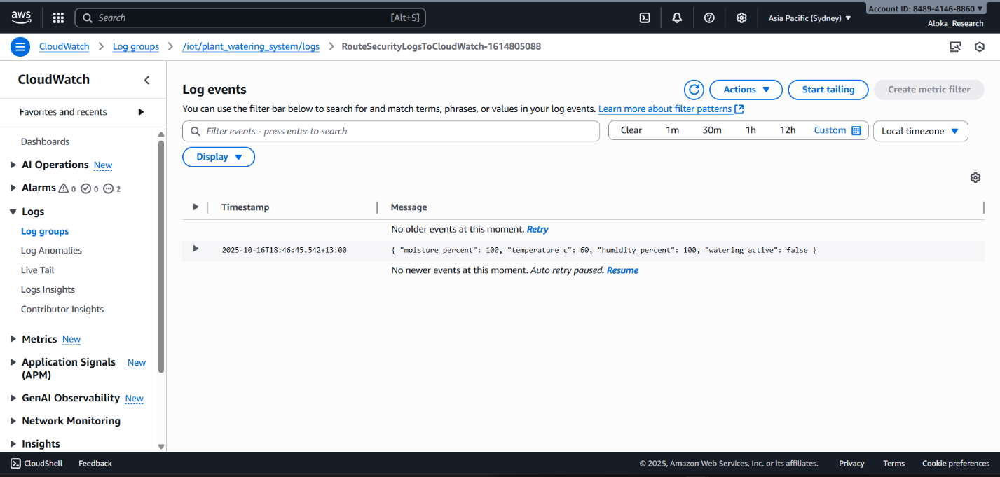 aws
Search [Alt+S]
Asia Pacific (Sydney)
Account ID: 8489-4146-8860
Aloka_Research
CloudWatch
Log groups
/iot/plant_watering_system/logs
RouteSecurityLogsToCloudWatch-1614805088
CloudWatch
Favorites and recents
Dashboards
AI Operations New
Alarms 0 0 2
Logs
Log groups
Log Anomalies
Live Tail
Logs Insights
Contributor Insights
Metrics New
Application Signals New
(APM)
GenAI Observability New
Network Monitoring
Insights
Log events
Actions
Start tailing
Create metric filter
You can use the filter bar below to search for and match terms, phrases, or values in your log events. Learn more about filter patterns
Filter events - press enter to search
Clear 1m 30m 1h 12h Custom
Local timezone
Display
Timestamp Message
No older events at this moment. Retry
2025-10-16T18:46:45.542+13:00 { "moisture_percent": 100, "temperature_c": 60, "humidity_percent": 100, "watering_active": false }
No newer events at this moment. Auto retry paused. Resume
CloudShell Feedback © 2025, Amazon Web Services, Inc. or its affiliates. Privacy Terms Cookie preferences